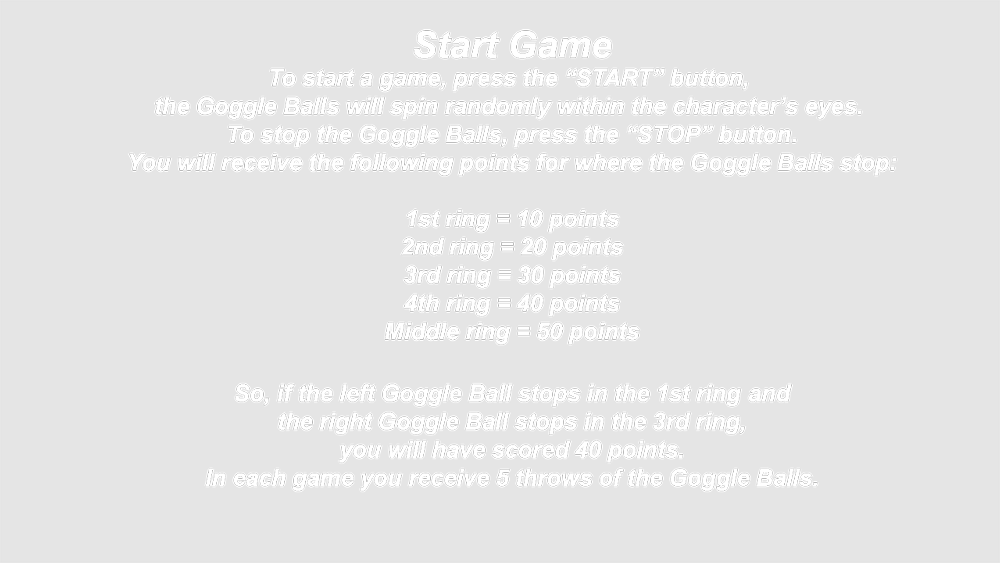 Start Game
To start a game, press the “START” button,
the Goggle Balls will spin randomly within the character’s eyes.
To stop the Goggle Balls, press the “STOP” button.
You will receive the following points for where the Goggle Balls stop:
1st ring = 10 points
2nd ring = 20 points
3rd ring = 30 points
4th ring = 40 points
Middle ring = 50 points
So, if the left Goggle Ball stops in the 1st ring and
the right Goggle Ball stops in the 3rd ring,
you will have scored 40 points.
In each game you receive 5 throws of the Goggle Balls.